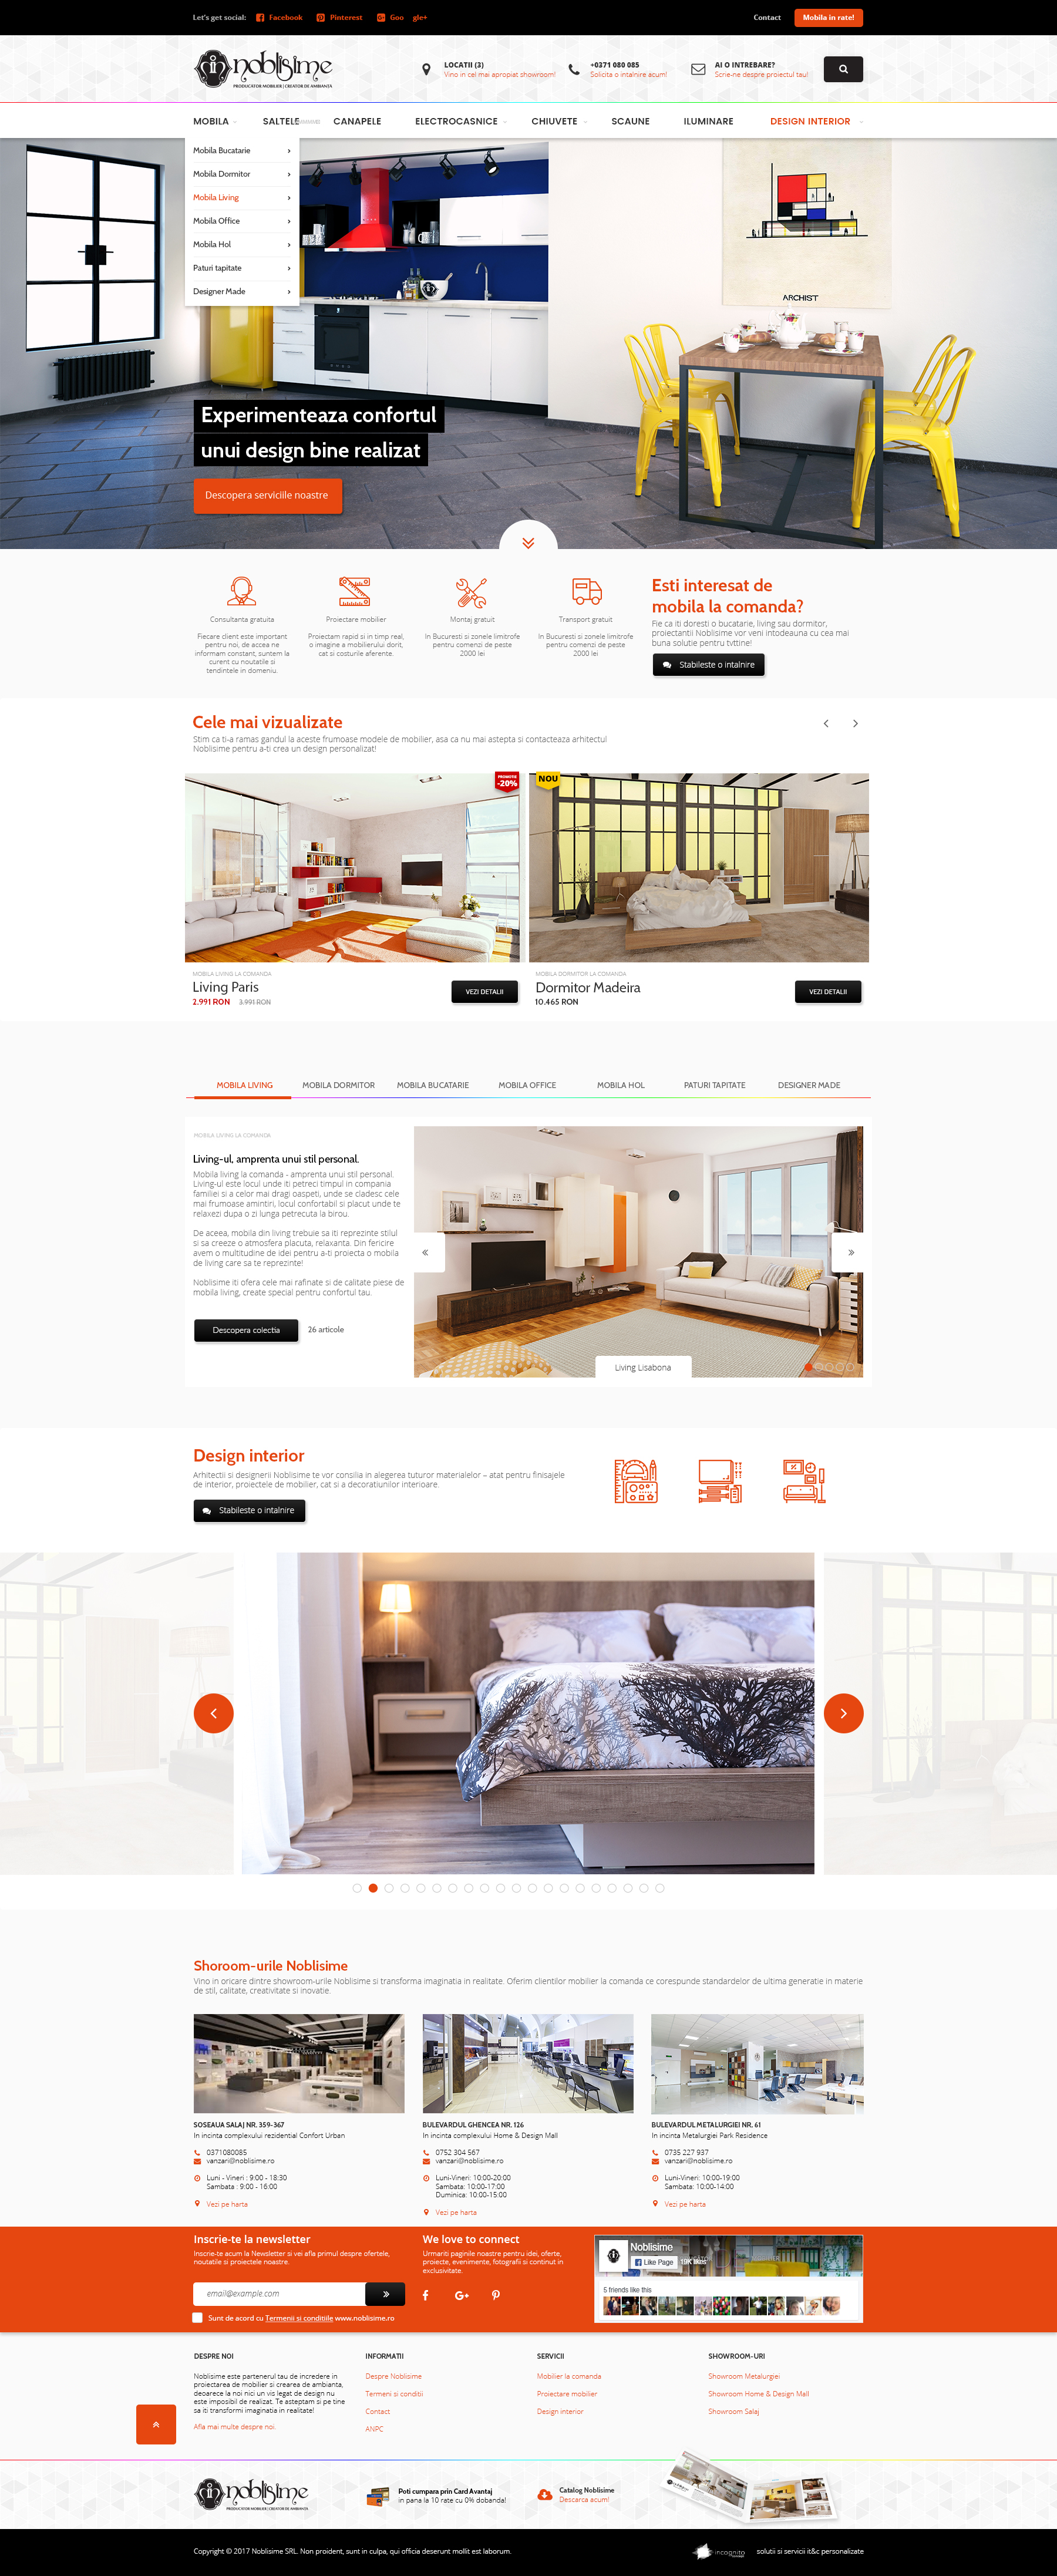 Let's get social:
Facebook
Pinterest
Goo gle+
Contact
Mobila in rate!
noblisime
PRODUCATOR MOBILIER | CREATOR DE AMBIANTA
LOCATII (3)
Vino in cel mai apropiat showroom!
+0371 080 085
Solicita o intalnire acum!
AI O INTREBARE?
Scrie-ne despre proiectul tau!
MOBILA
SALTELE
CANAPELE
ELECTROCASNICE
CHIUVETE
SCAUNE
ILUMINARE
DESIGN INTERIOR
Mobila Bucatarie
Mobila Dormitor
Mobila Living
Mobila Office
Mobila Hol
Paturi tapitate
Designer Made
ARCHIST
Experimenteaza confortul
unui design bine realizat
Descopera serviciile noastre
Consultanta gratuita
Fiecare client este important
pentru noi, de aceea ne
informam constant, suntem la
curent cu noutatile si
tendintele in domeniu.
Proiectare mobilier
Proiectam rapid si in timp real,
o imagine a mobilierului dorit,
cat si costurile aferente.
Montaj gratuit
In Bucuresti si zonele limitrofe
pentru comenzi de peste
2000 lei
Transport gratuit
In Bucuresti si zonele limitrofe
pentru comenzi de peste
2000 lei
Esti interesat de
mobila la comanda?
Fie ca iti doresti o bucatarie, living sau dormitor,
proiectantii Noblisime vor veni intodeauna cu cea mai
buna solutie pentru tvttine!
Stabileste o intalnire
Cele mai vizualizate
Stim ca ti-a ramas gandul la aceste frumoase modele de mobilier, asa ca nu mai astepta si contacteaza arhitectul
Noblisime pentru a-ti crea un design personalizat!
PROMOTIE
-20%
NOU
MOBILA LIVING LA COMANDA
Living Paris
2.991 RON 3.991 RON
VEZI DETALII
MOBILA DORMITOR LA COMANDA
Dormitor Madeira
10.465 RON
VEZI DETALII
MOBILA LIVING
MOBILA DORMITOR
MOBILA BUCATARIE
MOBILA OFFICE
MOBILA HOL
PATURI TAPITATE
DESIGNER MADE
MOBILA LIVING LA COMANDA
Living-ul, amprenta unui stil personal.
Mobila living la comanda - amprenta unui stil personal.
Living-ul este locul unde iti petreci timpul in compania
familiei si a celor mai dragi oaspeti, unde se cladesc cele
mai frumoase amintiri, locul confortabil si placut unde te
relaxezi dupa o zi lunga petrecuta la birou.
De aceea, mobila din living trebuie sa iti reprezinte stilul
si sa creeze o atmosfera placuta, relaxanta. Din fericire
avem o multitudine de idei pentru a-ti proiecta o mobila
de living care sa te reprezinte!
Noblisime iti ofera cele mai rafinate si de calitate piese de
mobila living, create special pentru confortul tau.
Descopera colectia
26 articole
Living Lisabona
Design interior
Arhitectii si designerii Noblisime te vor consilia in alegerea tuturor materialelor – atat pentru finisajele
de interior, proiectele de mobilier, cat si a decoratiunilor interioare.
Stabileste o intalnire
Shoroom-urile Noblisime
Vino in oricare dintre showroom-urile Noblisime si transforma imaginatia in realitate. Oferim clientilor mobilier la comanda ce corespunde standardelor de ultima generatie in materie
de stil, calitate, creativitate si inovatie.
SOSEAUA SALAJ NR. 359-367
In incinta complexului rezidential Confort Urban
0371080085
vanzari@noblisime.ro
Luni - Vineri : 9:00 - 18:30
Sambata : 9:00 - 16:00
Vezi pe harta
BULEVARDUL GHENCEA NR. 126
In incinta complexului Home & Design Mall
0752 304 567
vanzari@noblisime.ro
Luni-Vineri: 10:00-20:00
Sambata: 10:00-17:00
Duminica: 10:00-15:00
Vezi pe harta
BULEVARDUL METALURGIEI NR. 61
In incinta Metalurgiei Park Residence
0735 227 937
vanzari@noblisime.ro
Luni-Vineri: 10:00-19:00
Sambata: 10:00-14:00
Vezi pe harta
Inscrie-te la newsletter
Inscrie-te acum la Newsletter si vei afla primul despre ofertele,
noutatile si proiectele noastre.
email@example.com
Sunt de acord cu Termenii si conditiile www.noblisime.ro
We love to connect
Urmariti paginile noastre pentru idei, oferte,
proiecte, evenimente, fotografii si continut in
exclusivitate.
Noblisime
Like Page
19K likes
5 friends like this
DESPRE NOI
Noblisime este partenerul tau de incredere in
proiectarea de mobilier si crearea de ambianta,
deoarece la noi nici un vis legat de design nu
este imposibil de realizat. Te asteptam si pe tine
sa iti transformi imaginatia in realitate!
Afla mai multe despre noi.
INFORMATII
Despre Noblisime
Termeni si conditii
Contact
ANPC
SERVICII
Mobilier la comanda
Proiectare mobilier
Design interior
SHOWROOM-URI
Showroom Metalurgiei
Showroom Home & Design Mall
Showroom Salaj
noblisime
PRODUCATOR MOBILIER | CREATOR DE AMBIANTA
Poti cumpara prin Card Avantaj
in pana la 10 rate cu 0% dobanda!
Catalog Noblisime
Descarca acum!
Copyright © 2017 Noblisime SRL. Non proident, sunt in culpa, qui officia deserunt mollit est laborum.
incognito
solutii si servicii it&c personalizate